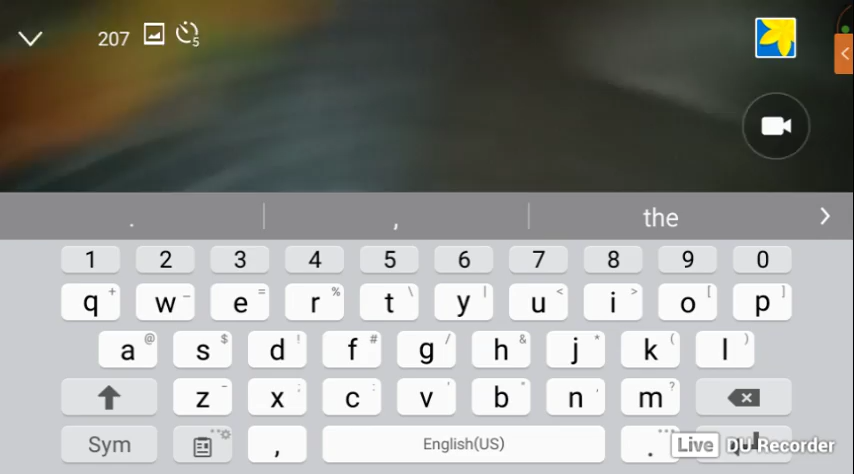 207 5
. , the
1 2 3 4 5 6 7 8 9 0
q + w _ e = r % t \ y | u < i > o [ p ]
a @ s $ d ! f # g / h & j * k ( l )
z - x ; c : v ' b " n , m ?
Sym , English(US) .
Live DU Recorder